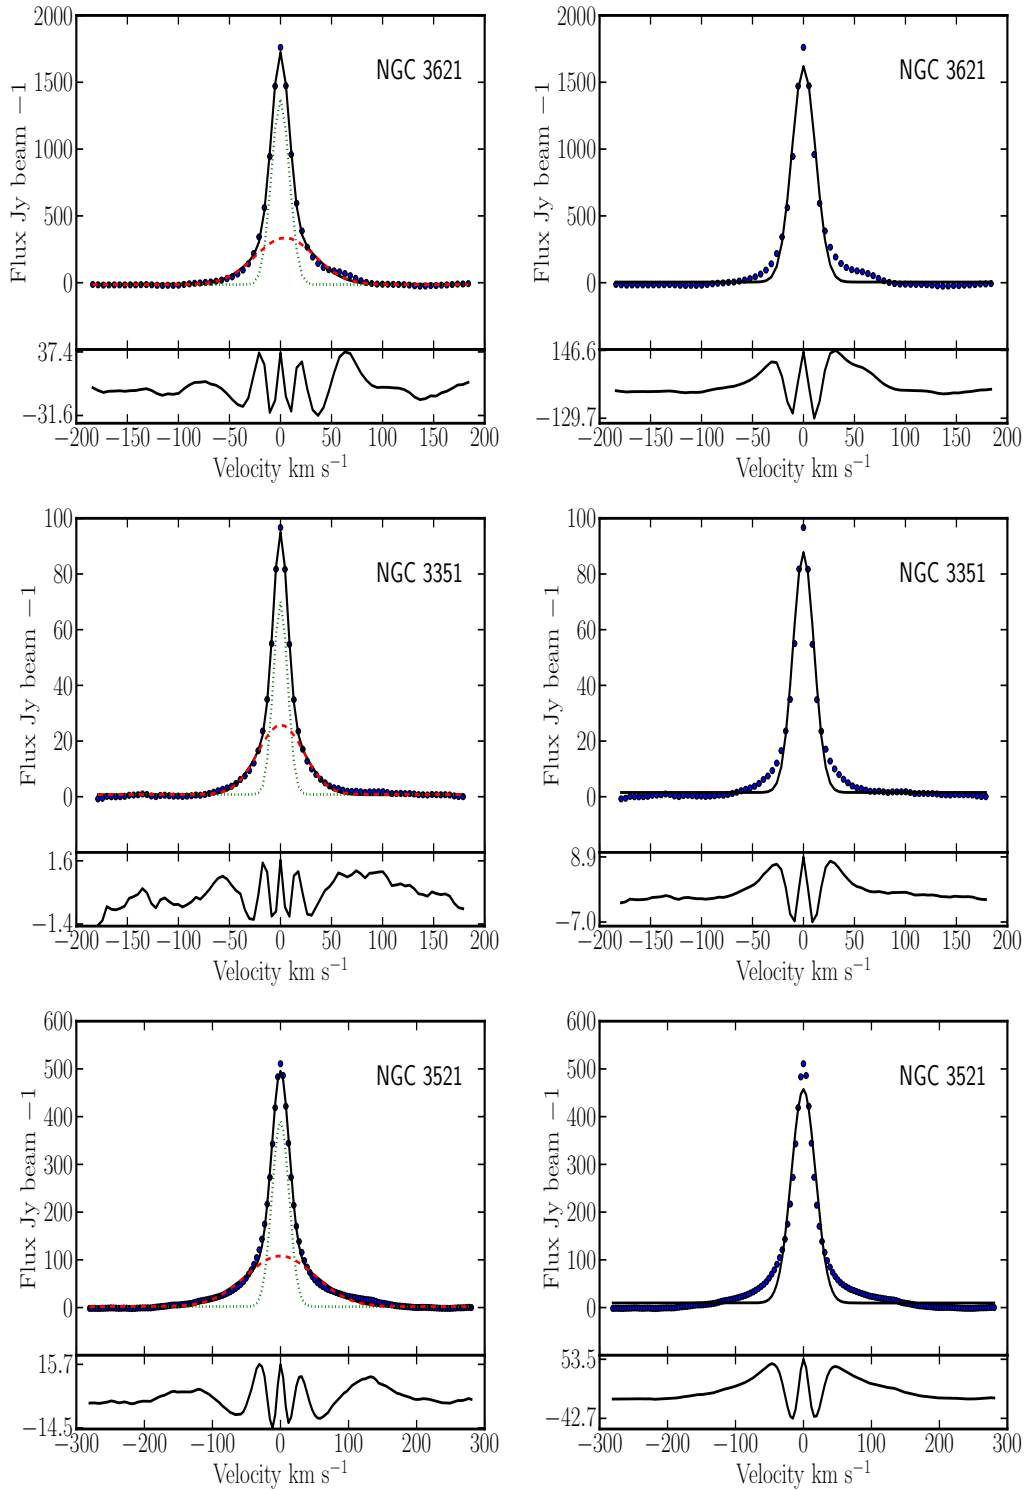 2000
1500
1000
500
0
Flux Jy beam −1
NGC 3621
37.4
−31.6
−200 −150 −100 −50 0 50 100 150 200
Velocity km s⁻¹
2000
1500
1000
500
0
Flux Jy beam −1
NGC 3621
146.6
−129.7
−200 −150 −100 −50 0 50 100 150 200
Velocity km s⁻¹
100
80
60
40
20
0
Flux Jy beam −1
NGC 3351
1.6
−1.4
−200 −150 −100 −50 0 50 100 150 200
Velocity km s⁻¹
100
80
60
40
20
0
Flux Jy beam −1
NGC 3351
8.9
−7.0
−200 −150 −100 −50 0 50 100 150 200
Velocity km s⁻¹
600
500
400
300
200
100
0
Flux Jy beam −1
NGC 3521
15.7
−14.5
−300 −200 −100 0 100 200 300
Velocity km s⁻¹
600
500
400
300
200
100
0
Flux Jy beam −1
NGC 3521
53.5
−42.7
−300 −200 −100 0 100 200 300
Velocity km s⁻¹